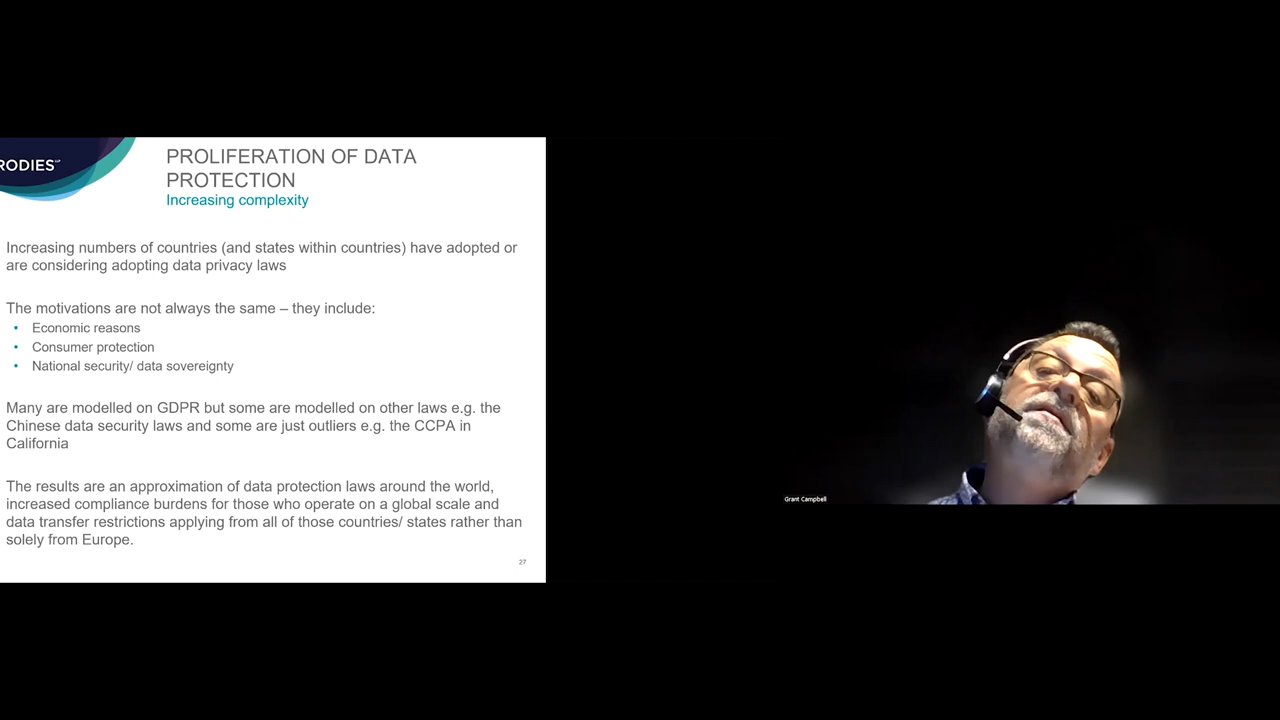 RODIES LLP
PROLIFERATION OF DATA
PROTECTION
Increasing complexity
Increasing numbers of countries (and states within countries) have adopted or
are considering adopting data privacy laws
The motivations are not always the same – they include:
• Economic reasons
• Consumer protection
• National security/ data sovereignty
Many are modelled on GDPR but some are modelled on other laws e.g. the
Chinese data security laws and some are just outliers e.g. the CCPA in
California
The results are an approximation of data protection laws around the world,
increased compliance burdens for those who operate on a global scale and
data transfer restrictions applying from all of those countries/ states rather than
solely from Europe.
27
Grant Campbell